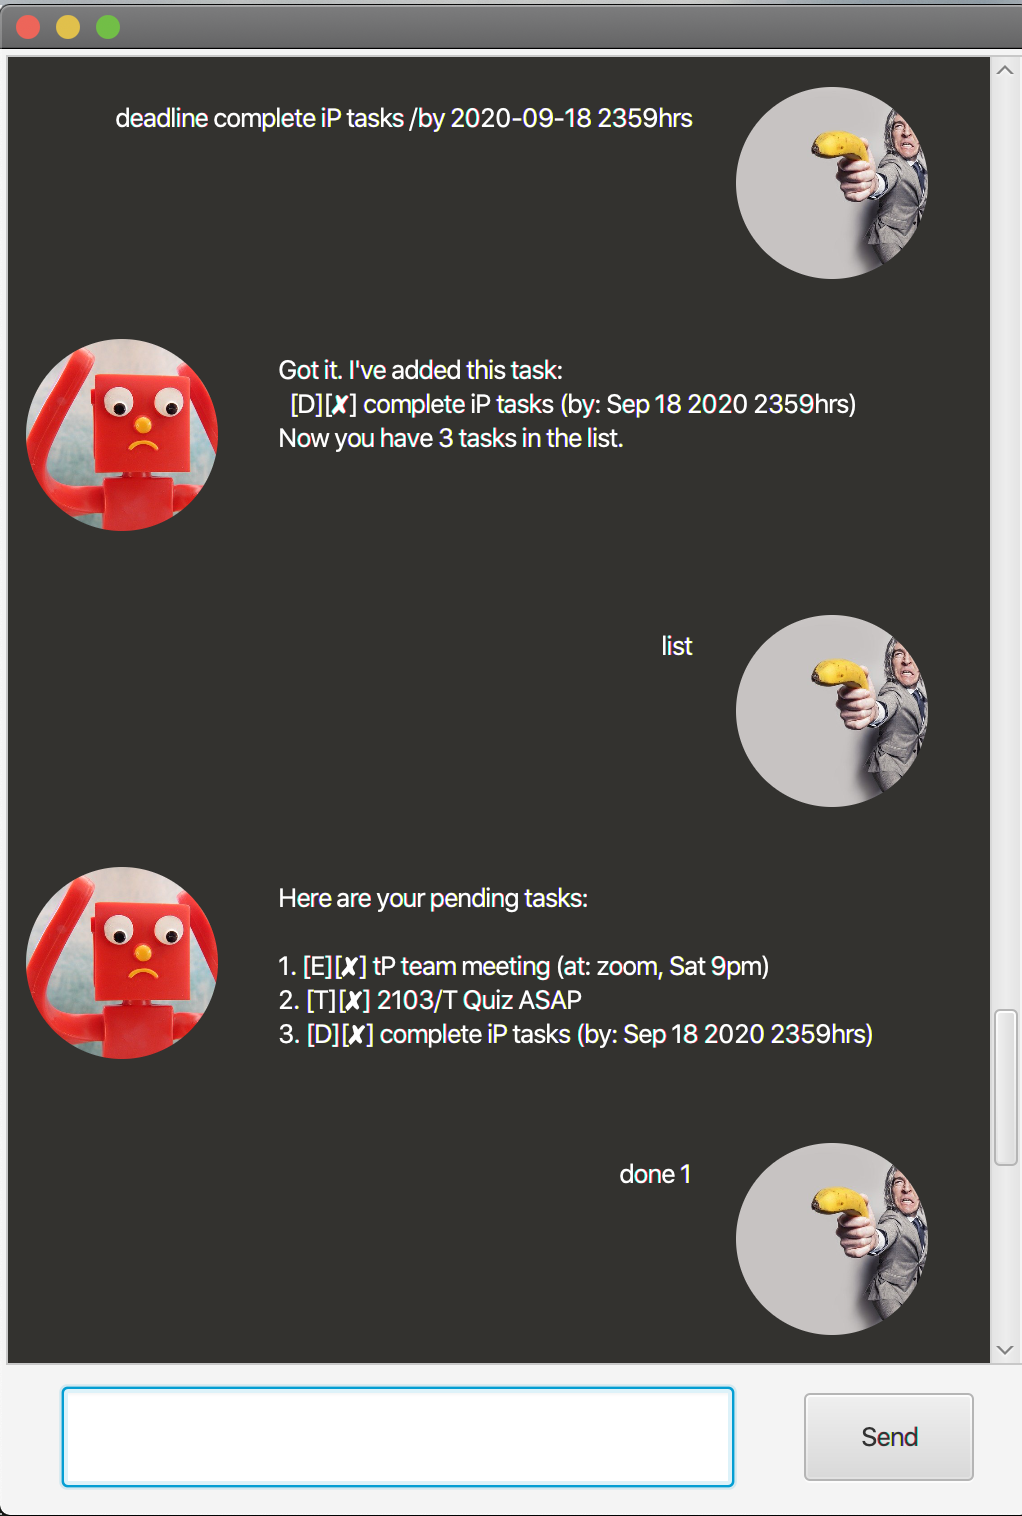 deadline complete iP tasks /by 2020-09-18 2359hrs
Got it. I've added this task:
[D][✘] complete iP tasks (by: Sep 18 2020 2359hrs)
Now you have 3 tasks in the list.
list
Here are your pending tasks:
1. [E][✘] tP team meeting (at: zoom, Sat 9pm)
2. [T][✘] 2103/T Quiz ASAP
3. [D][✘] complete iP tasks (by: Sep 18 2020 2359hrs)
done 1
Send